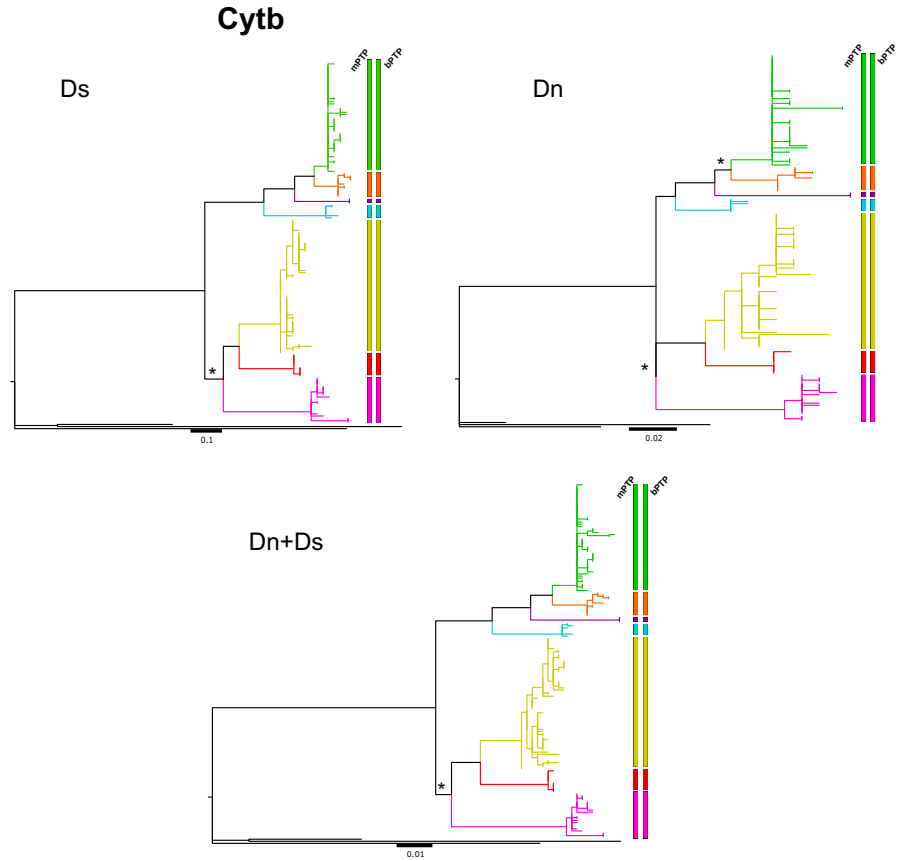 Cytb
Ds
mPTP
bPTP
*
0.1
Dn
mPTP
bPTP
*
*
0.02
Dn+Ds
mPTP
bPTP
*
0.01